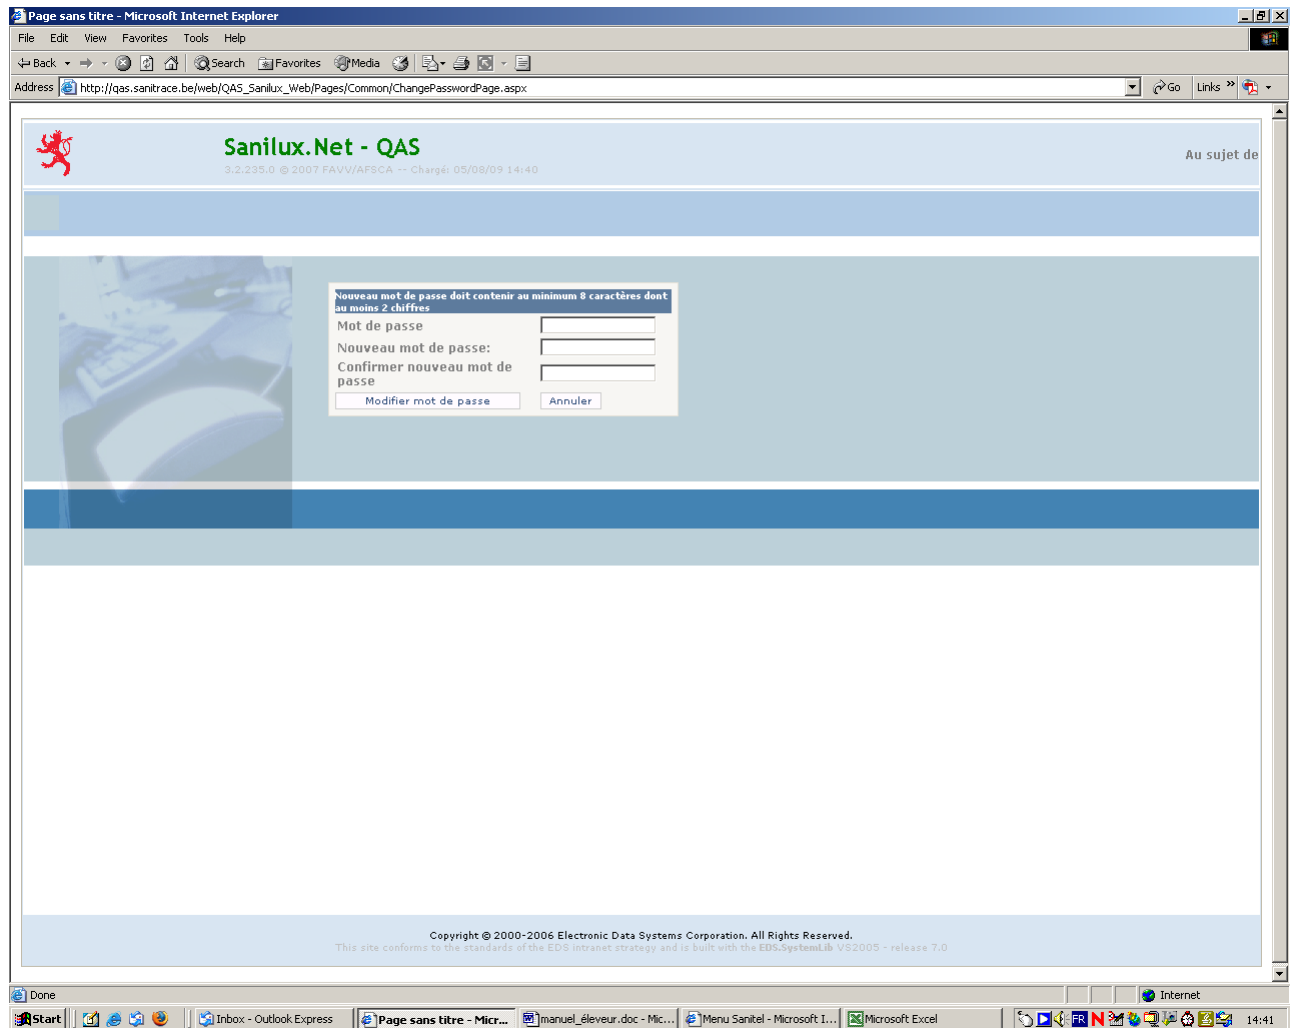 Page sans titre - Microsoft Internet Explorer
File Edit View Favorites Tools Help
Back Search Favorites Media
Address http://qas.sanitrace.be/web/QAS_Sanilux_Web/Pages/Common/ChangePasswordPage.aspx Go Links »
Sanilux.Net - QAS
3.2.235.0 © 2007 FAVV/AFSCA -- Chargé: 05/08/09 14:40
Au sujet de
Nouveau mot de passe doit contenir au minimum 8 caractères dont
au moins 2 chiffres
Mot de passe
Nouveau mot de passe:
Confirmer nouveau mot de
passe
Modifier mot de passe Annuler
Copyright © 2000-2006 Electronic Data Systems Corporation. All Rights Reserved.
This site conforms to the standards of the EDS intranet strategy and is built with the EDS.SystemLib VS2005 - release 7.0
Done Internet
Start Inbox - Outlook Express Page sans titre - Micr... manuel_éleveur.doc - Mic... Menu Sanitel - Microsoft I... Microsoft Excel FR 14:41